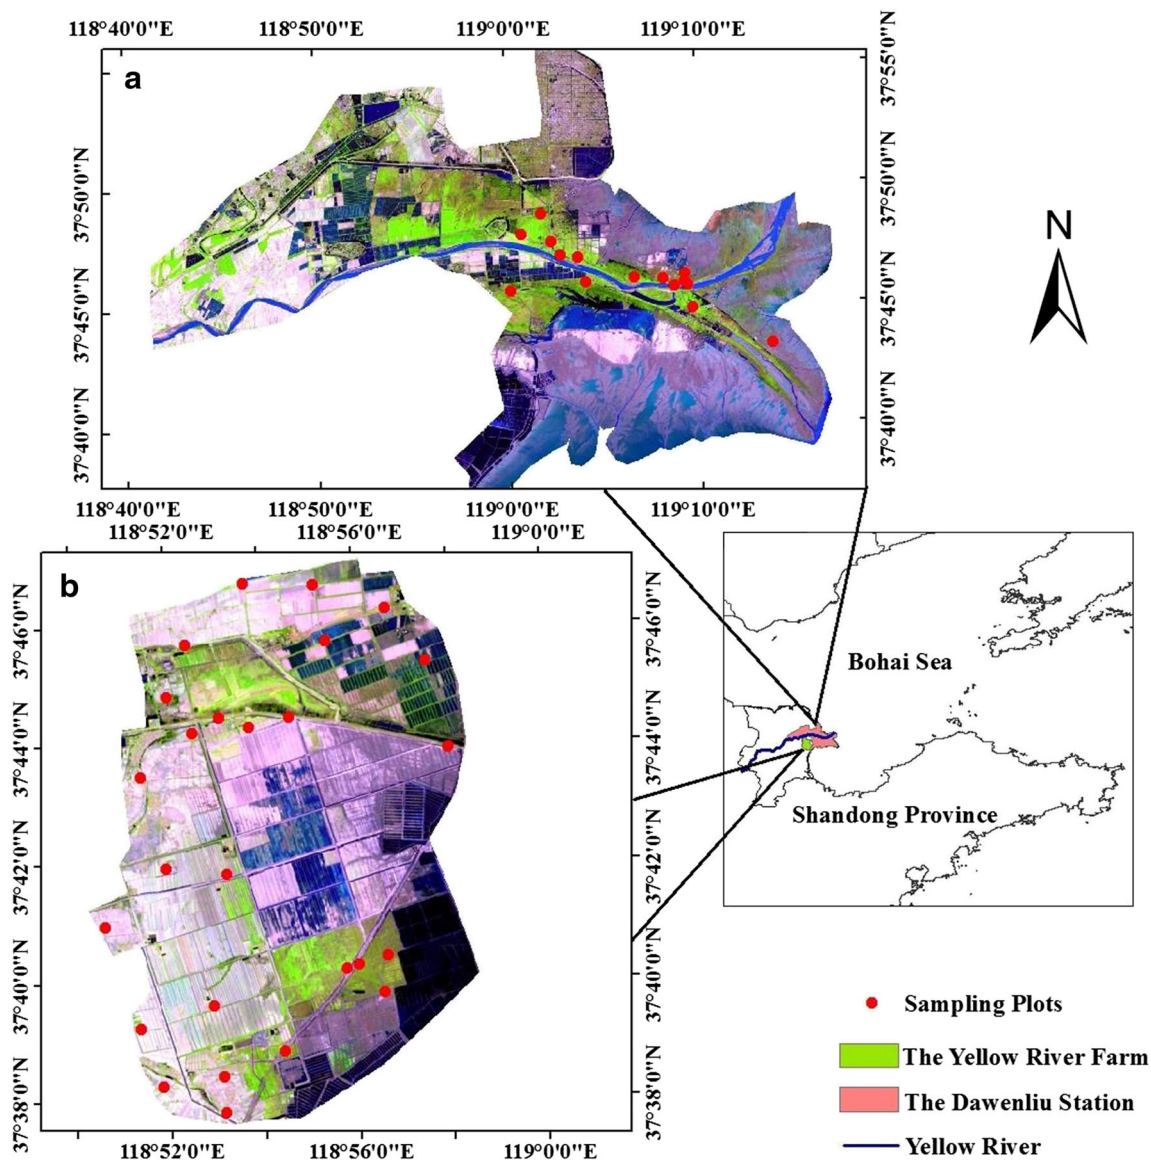 118°40'0"E 118°50'0"E 119°0'0"E 119°10'0"E
a
37°50'0"N
37°45'0"N
37°40'0"N
37°55'0"N
37°50'0"N
37°45'0"N
37°40'0"N
N
118°40'0"E 118°50'0"E 119°0'0"E 119°10'0"E
118°52'0"E 118°56'0"E 119°0'0"E
b
37°46'0"N
37°44'0"N
37°42'0"N
37°40'0"N
37°38'0"N
37°46'0"N
37°44'0"N
37°42'0"N
37°40'0"N
37°38'0"N
118°52'0"E 118°56'0"E 119°0'0"E
Bohai Sea
Shandong Province
Sampling Plots
The Yellow River Farm
The Dawenliu Station
Yellow River